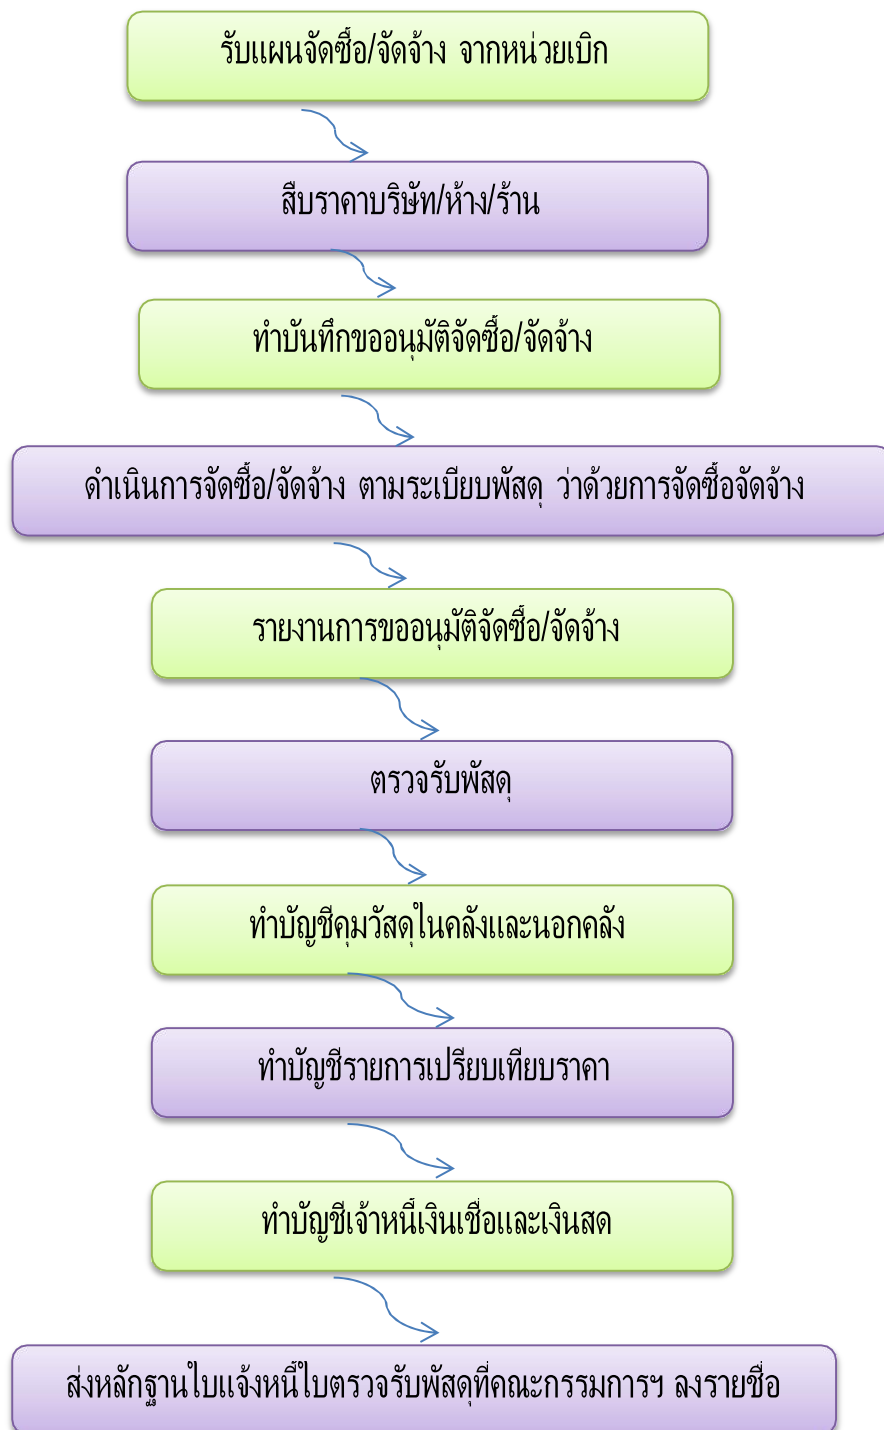 รับแผนจัดซื้อ/จัดจ้าง จากหน่วยเบิก
สืบราคาบริษัท/ห้าง/ร้าน
ทำบันทึกขออนุมัติจัดซื้อ/จัดจ้าง
ดำเนินการจัดซื้อ/จัดจ้าง ตามระเบียบพัสดุ ว่าด้วยการจัดซื้อจัดจ้าง
รายงานการขออนุมัติจัดซื้อ/จัดจ้าง
ตรวจรับพัสดุ
ทำบัญชีคุมวัสดุในคลังและนอกคลัง
ทำบัญชีรายการเปรียบเทียบราคา
ทำบัญชีเจ้าหนี้เงินเชื่อและเงินสด
ส่งหลักฐานใบแจ้งหนี้ใบตรวจรับพัสดุที่คณะกรรมการฯ ลงรายชื่อ